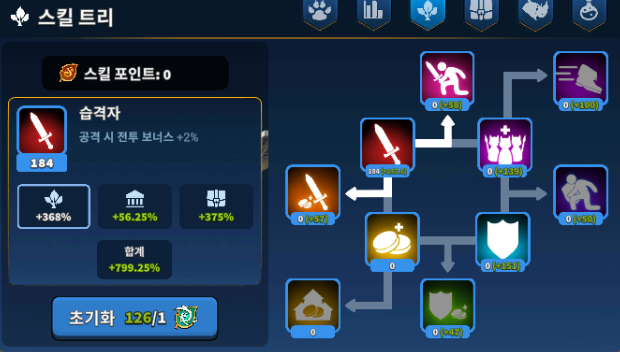 스킬 트리
스킬 포인트: 0
습격자
공격 시 전투 보너스 +2%
184
+368%
+56.25%
+375%
합계
+799.25%
초기화 126/1
0 (+58)
0 (+100)
184
0 (+139)
0 (+57)
0 (+50)
0
0 (+151)
0
0 (+47)